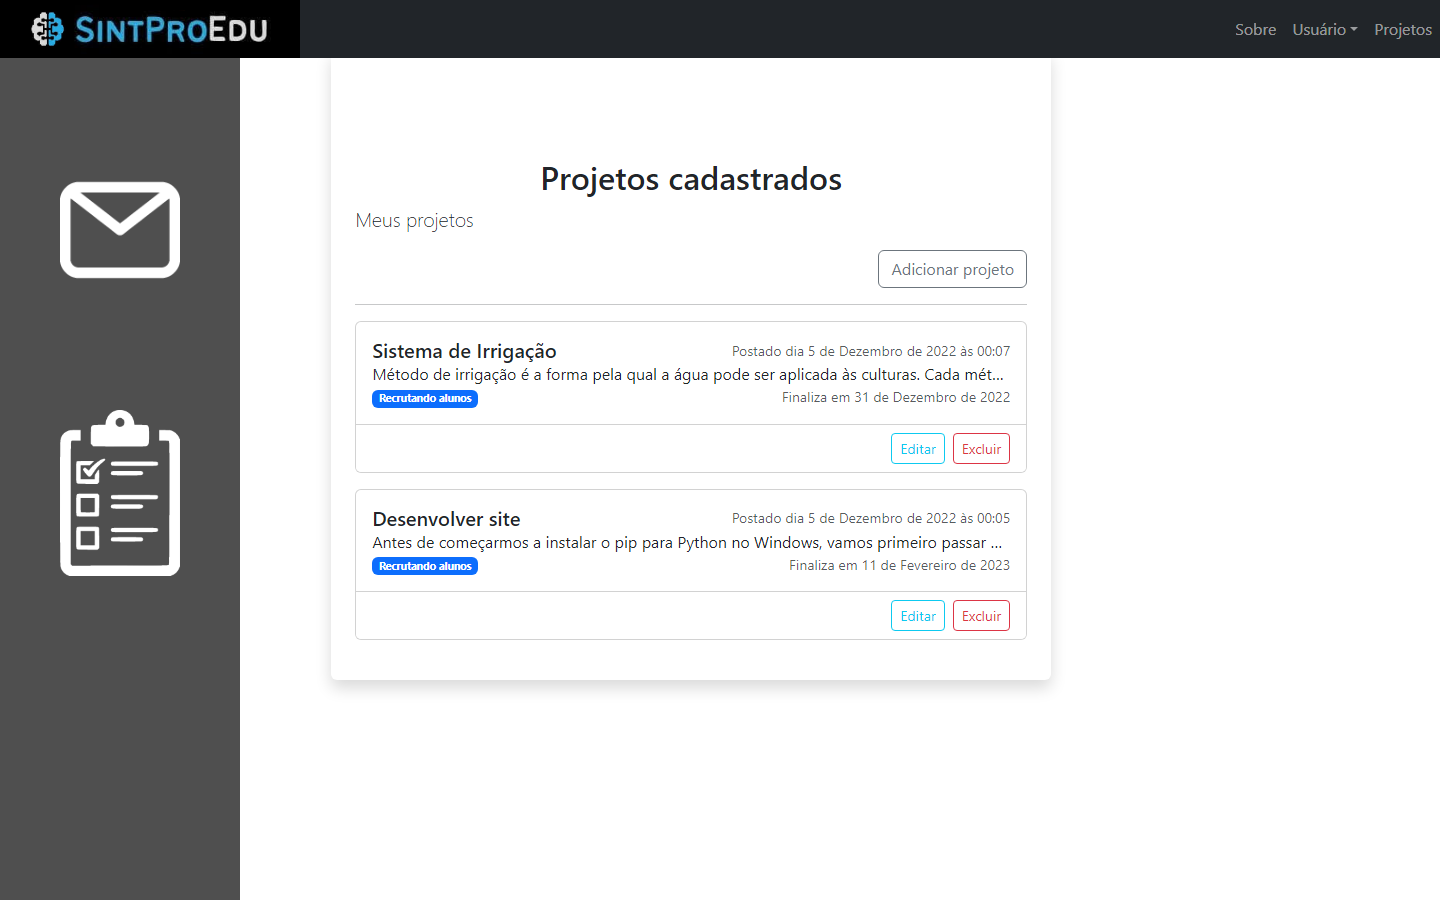 SINTPROEDU
Sobre Usuário Projetos
Projetos cadastrados
Meus projetos
Adicionar projeto
Sistema de Irrigação Postado dia 5 de Dezembro de 2022 às 00:07
Método de irrigação é a forma pela qual a água pode ser aplicada às culturas. Cada mét...
Recrutando alunos Finaliza em 31 de Dezembro de 2022
Editar Excluir
Desenvolver site Postado dia 5 de Dezembro de 2022 às 00:05
Antes de começarmos a instalar o pip para Python no Windows, vamos primeiro passar ...
Recrutando alunos Finaliza em 11 de Fevereiro de 2023
Editar Excluir